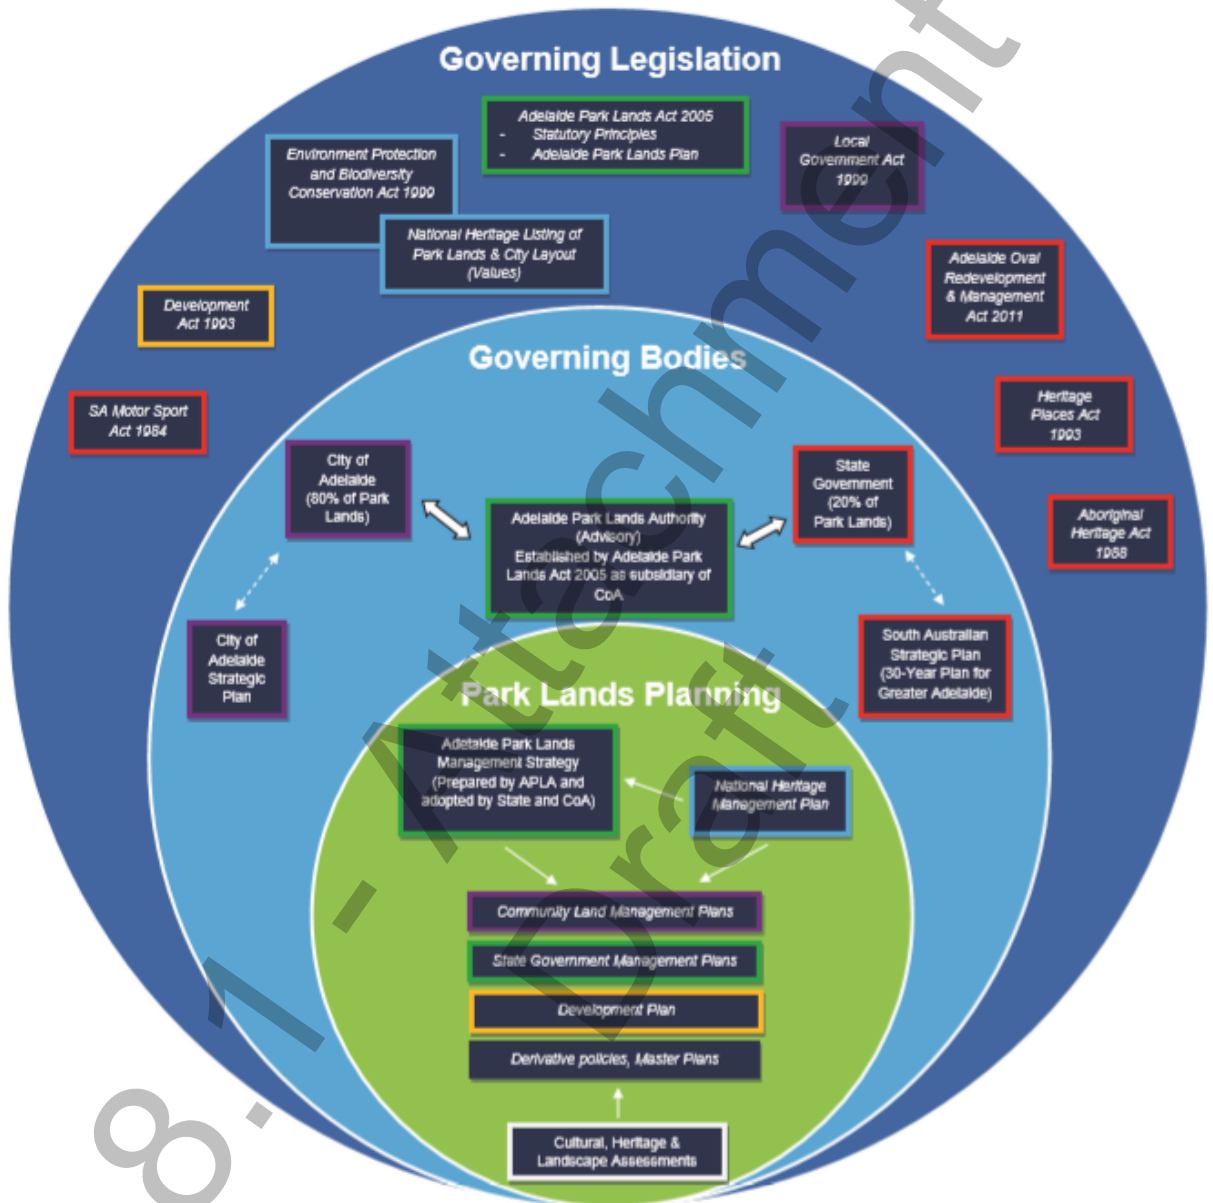 Governing Legislation
Adelaide Park Lands Act 2005
- Statutory Principles
- Adelaide Park Lands Plan
Local
Government Act
1999
Environment Protection
and Biodiversity
Conservation Act 1999
National Heritage Listing of
Park Lands & City Layout
(Values)
Adelaide Oval
Redevelopment
& Management
Act 2011
Development
Act 1993
SA Motor Sport
Act 1984
Heritage
Places Act
1993
Aboriginal
Heritage Act
1988
Governing Bodies
City of
Adelaide
(80% of Park
Lands)
Adelaide Park Lands Authority
(Advisory)
Established by Adelaide Park
Lands Act 2005 as subsidiary of
CoA
State
Government
(20% of
Park Lands)
City of
Adelaide
Strategic
Plan
South Australian
Strategic Plan
(30-Year Plan for
Greater Adelaide)
Park Lands Planning
Adelaide Park Lands
Management Strategy
(Prepared by APLA and
adopted by State and CoA)
National Heritage
Management Plan
Community Land Management Plans
State Government Management Plans
Development Plan
Derivative policies, Master Plans
Cultural, Heritage &
Landscape Assessments
8.1 - Attachment
Draft